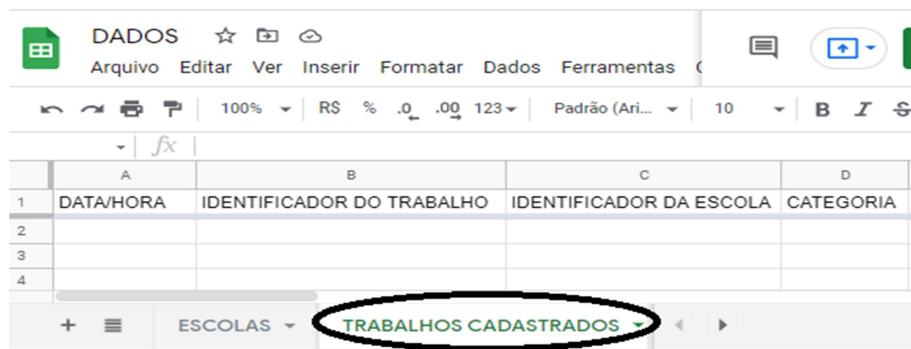 DADOS
Arquivo Editar Ver Inserir Formatar Dados Ferramentas
100% R$ % .0 .00 123 Padrão (Ari... 10 B I S
fx
A B C D
1 DATA/HORA IDENTIFICADOR DO TRABALHO IDENTIFICADOR DA ESCOLA CATEGORIA
2
3
4
+ ESCOLAS TRABALHOS CADASTRADOS